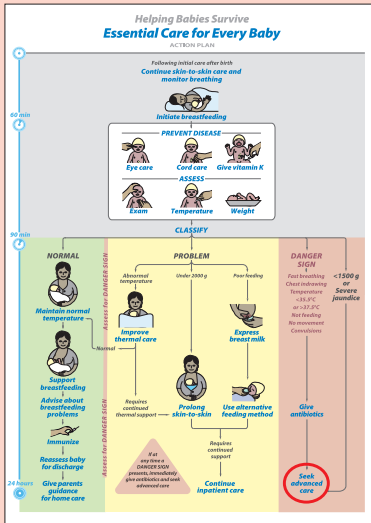 Helping Babies Survive
Essential Care for Every Baby
ACTION PLAN
Following initial care after birth
Continue skin-to-skin care and
monitor breathing
Initiate breastfeeding
60 min
PREVENT DISEASE
Eye care
Cord care
Give vitamin K
ASSESS
Exam
Temperature
Weight
CLASSIFY
90 min
NORMAL
Maintain normal
temperature
Support
breastfeeding
Advise about
breastfeeding
problems
Immunize
Reassess baby
for discharge
Give parents
guidance
for home care
24 hours
Assess for DANGER SIGN
Assess for DANGER SIGN
PROBLEM
Abnormal
temperature
Improve
thermal care
Normal
Requires
continued
thermal support
Under 2000 g
Prolong
skin-to-skin
Poor feeding
Express
breast milk
Use alternative
feeding method
Requires
continued
support
Continue
inpatient care
If at
any time a
DANGER SIGN
presents, immediately
give antibiotics and seek
advanced care
DANGER
SIGN
Fast breathing
Chest indrawing
Temperature
<35.5°C
or >37.5°C
Not feeding
No movement
Convulsions
Give
antibiotics
Seek
advanced
care
<1500 g
or
Severe
jaundice